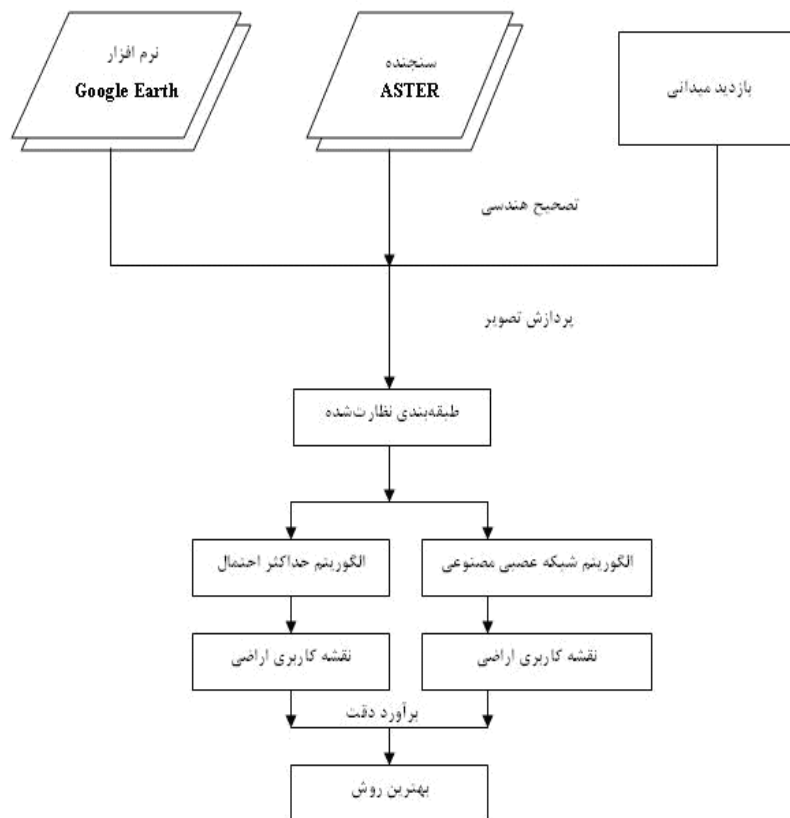 نرم افزار
Google Earth
سنجنده
ASTER
بازدید میدانی
تصحیح هندسی
پردازش تصویر
طبقه‌بندی نظارت‌شده
الگوریتم حداکثر احتمال
الگوریتم شبکه عصبی مصنوعی
نقشه کاربری اراضی
نقشه کاربری اراضی
برآورد دقت
بهترین روش